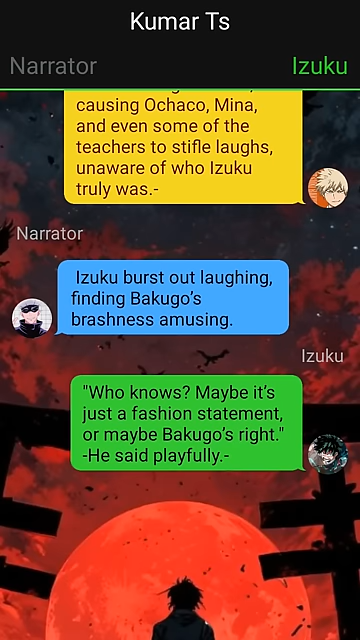 Kumar Ts
Narrator
Izuku
causing Ochaco, Mina,
and even some of the
teachers to stifle laughs,
unaware of who Izuku
truly was.-
Narrator
Izuku burst out laughing,
finding Bakugo's
brashness amusing.
Izuku
"Who knows? Maybe it's
just a fashion statement,
or maybe Bakugo's right."
-He said playfully.-